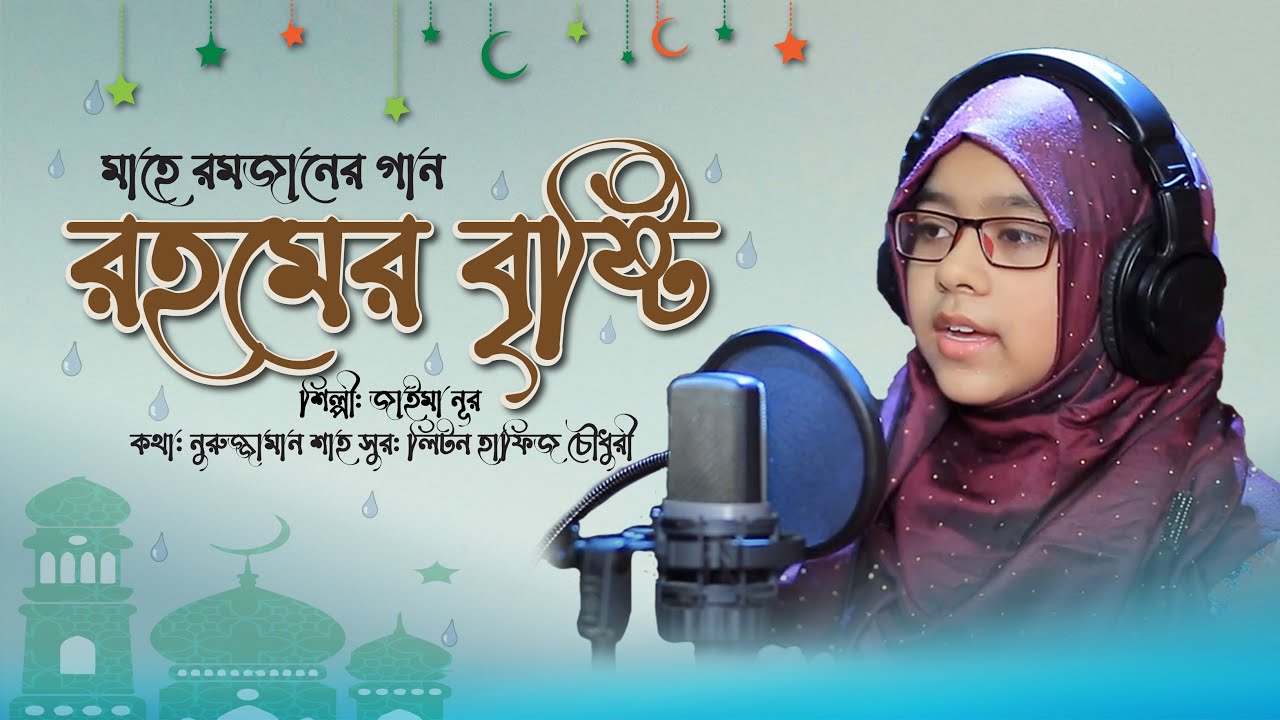 মাহে রমজানের গান
রহমের বৃষ্টি
শিল্পী: জাইমা নূর
কথা: নুরুজ্জামান শাহ সুর: লিটন হাফিজ চৌধুরী